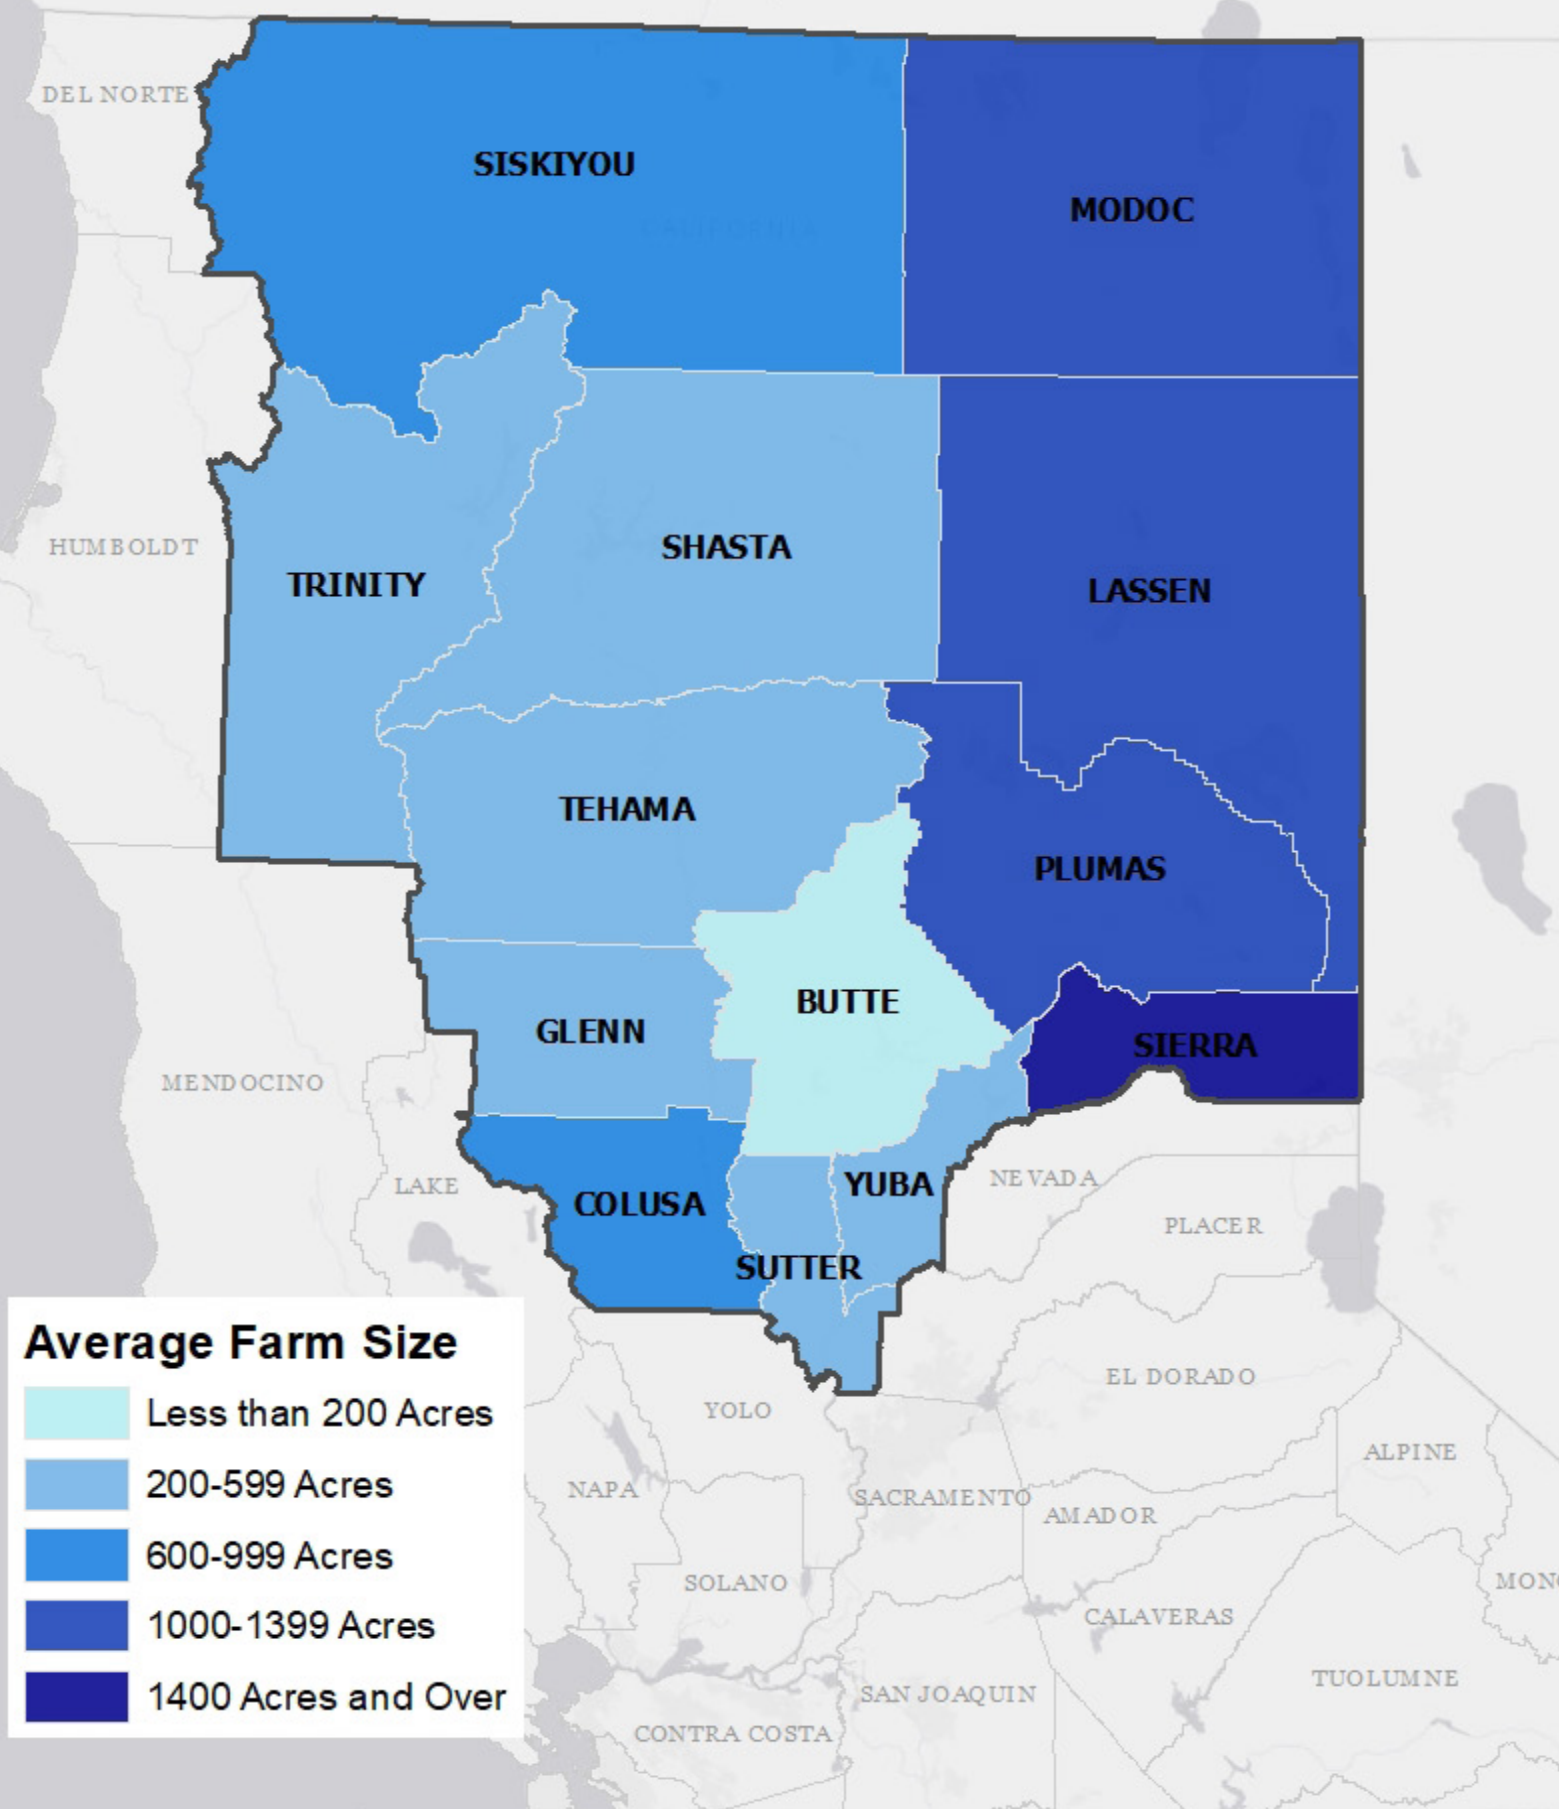 DEL NORTE
SISKIYOU
MODOC
CALIFORNIA
HUMBOLDT
SHASTA
TRINITY
LASSEN
TEHAMA
PLUMAS
BUTTE
GLENN
SIERRA
MENDOCINO
LAKE
COLUSA
YUBA
NEVADA
PLACER
SUTTER
Average Farm Size
Less than 200 Acres
200-599 Acres
600-999 Acres
1000-1399 Acres
1400 Acres and Over
EL DORADO
YOLO
ALPINE
NAPA
SACRAMENTO
AMADOR
SOLANO
MONO
CALAVERAS
TUOLUMNE
SAN JOAQUIN
CONTRA COSTA